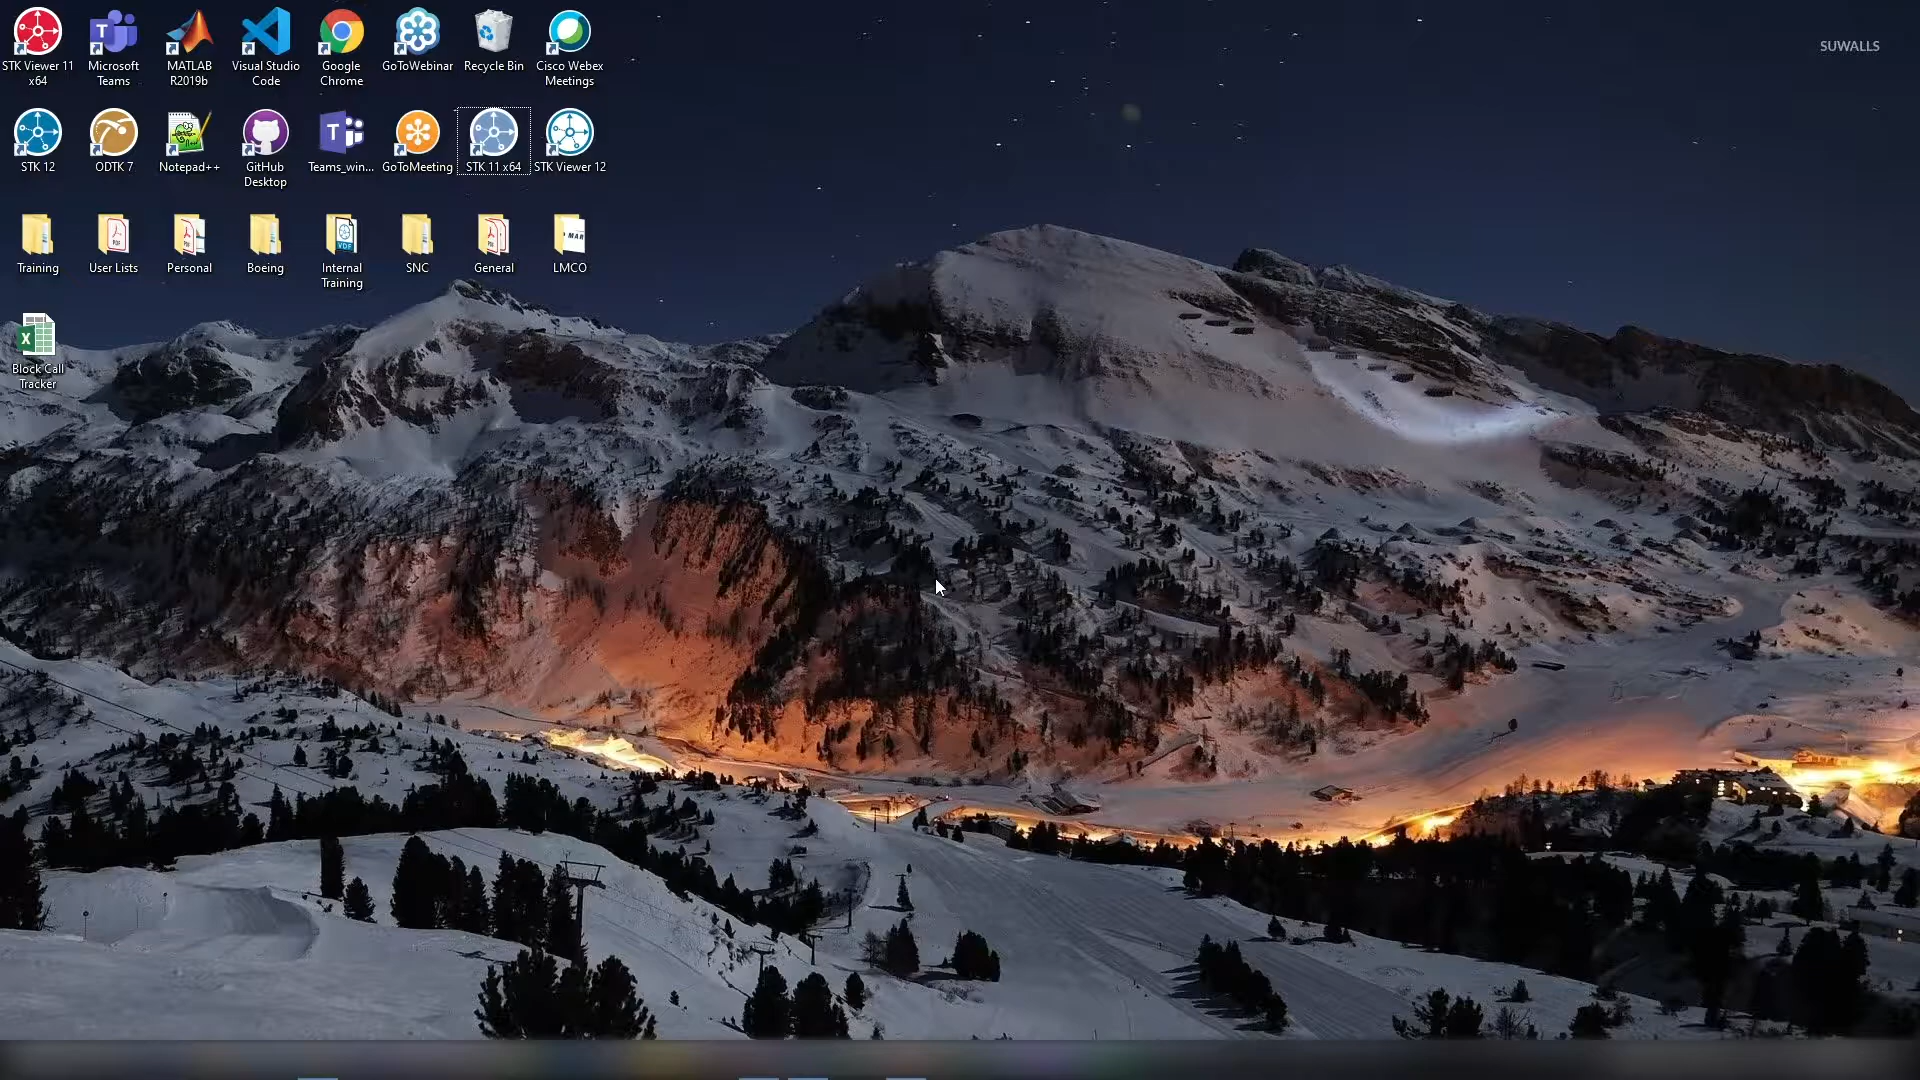 SUWALLS
STK Viewer 11
x64
Microsoft
Teams
MATLAB
R2019b
Visual Studio
Code
Google
Chrome
GoToWebinar
Recycle Bin
Cisco Webex
Meetings
STK 12
ODTK 7
Notepad++
GitHub
Desktop
Teams_win...
GoToMeeting
STK 11 x64
STK Viewer 12
Training
User Lists
Personal
Boeing
Internal
Training
SNC
General
LMCO
Block Call
Tracker